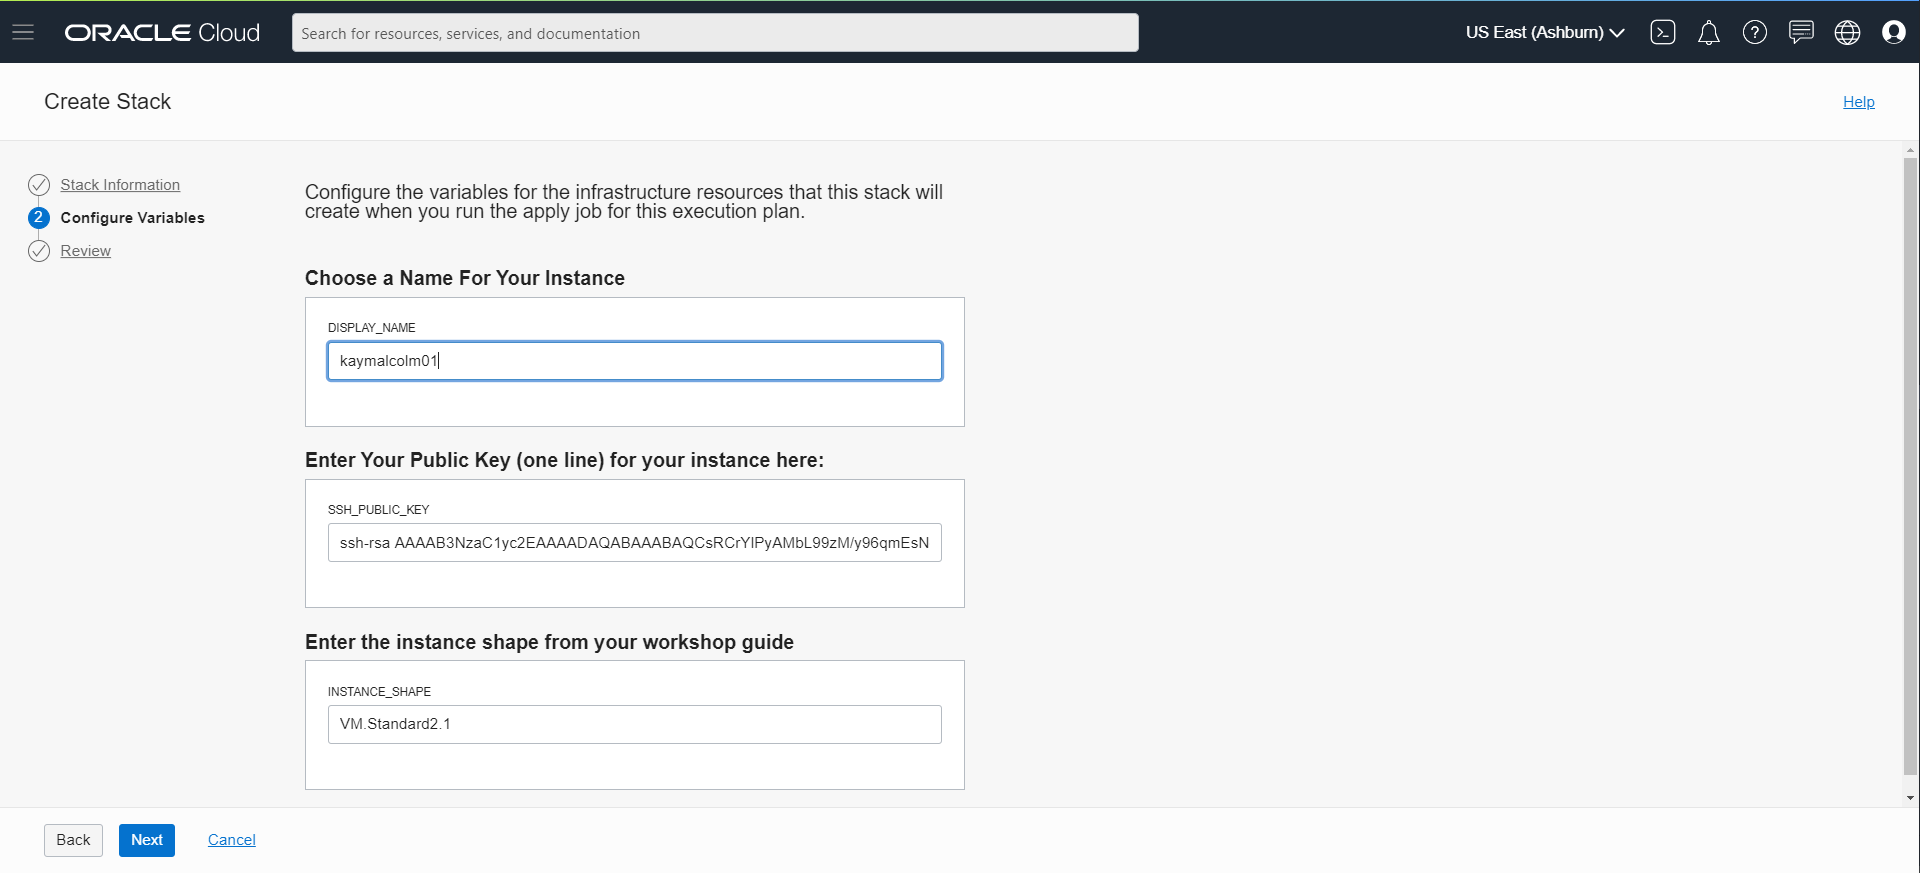 ORACLE Cloud
Search for resources, services, and documentation
US East (Ashburn)
Create Stack
Help
Stack Information
2 Configure Variables
Review
Configure the variables for the infrastructure resources that this stack will
create when you run the apply job for this execution plan.
Choose a Name For Your Instance
DISPLAY_NAME
kaymalcolm01
Enter Your Public Key (one line) for your instance here:
SSH_PUBLIC_KEY
ssh-rsa AAAAB3NzaC1yc2EAAAADAQABAAABAQCsRCrYIPyAMbL99zM/y96qmEsN
Enter the instance shape from your workshop guide
INSTANCE_SHAPE
VM.Standard2.1
Back
Next
Cancel